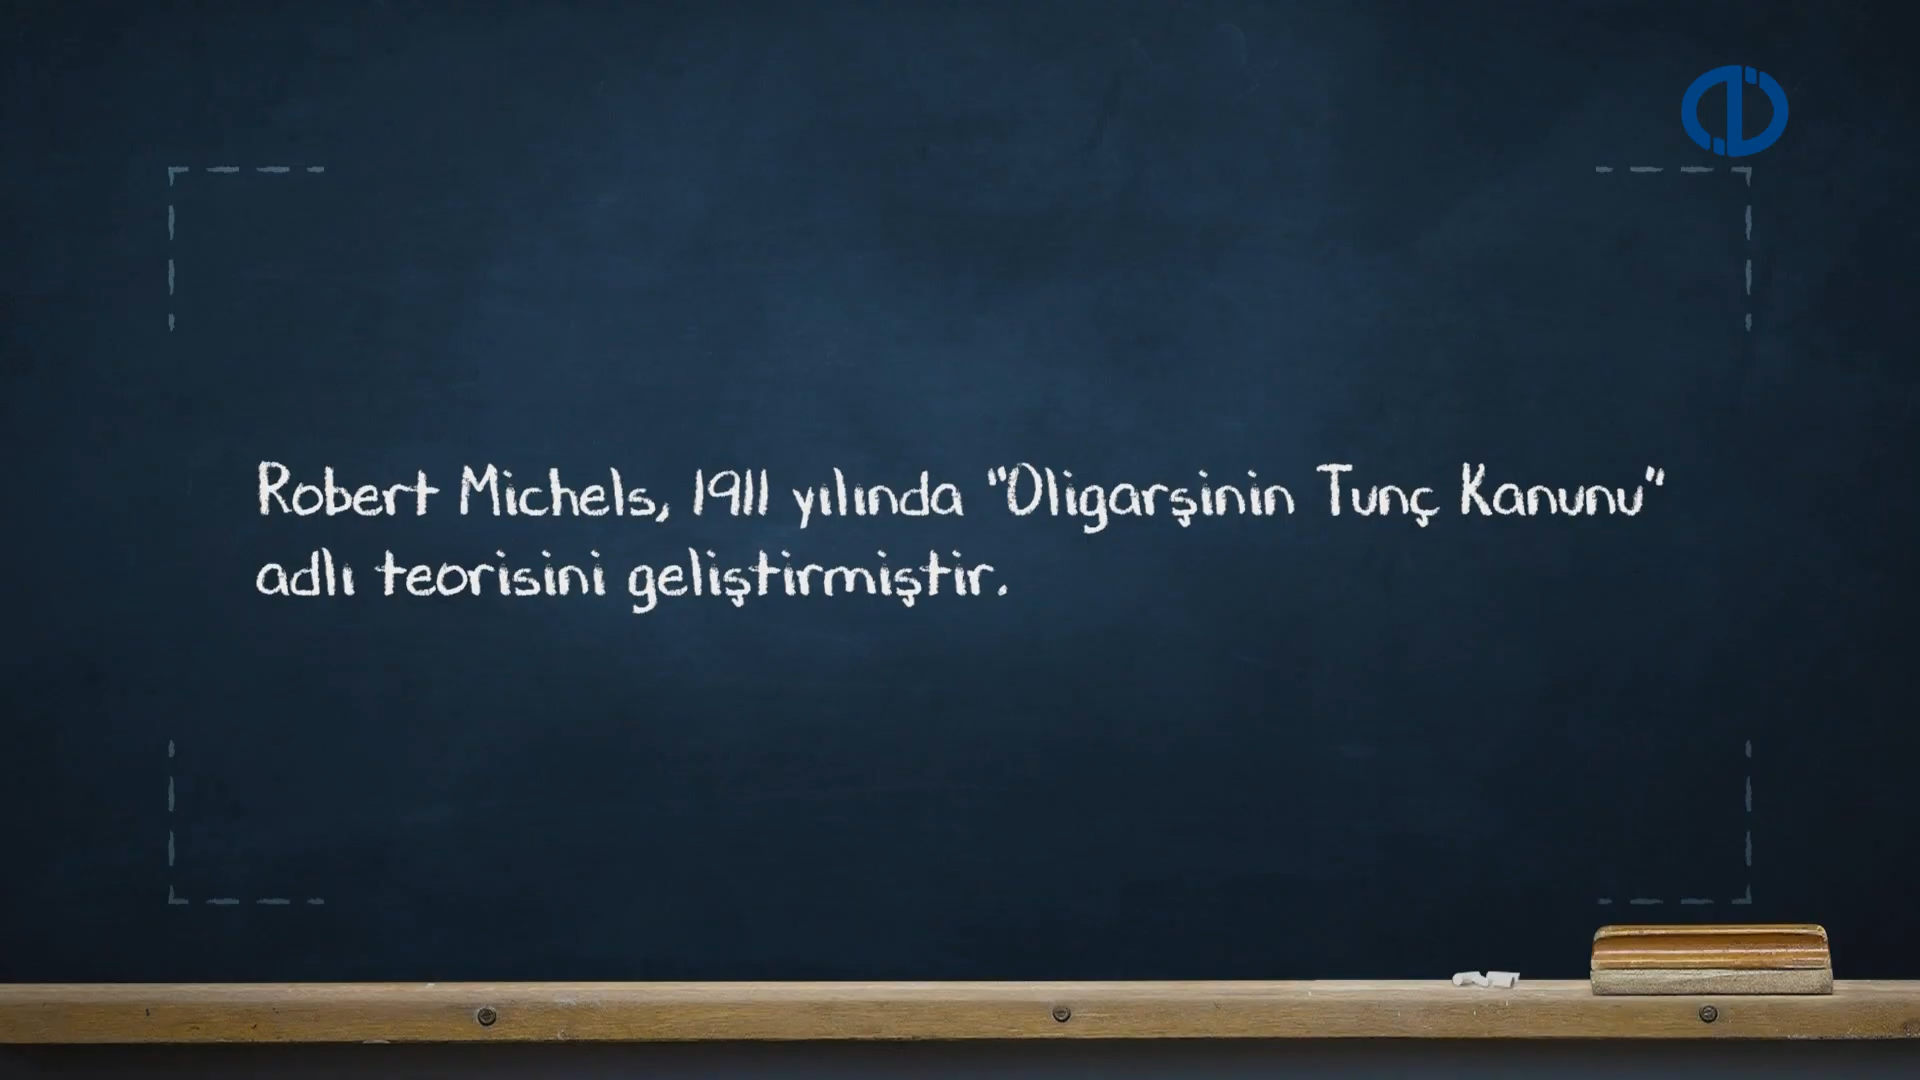 Robert Michels, 1911 yılında "Oligarşinin Tunç Kanunu"
adlı teorisini geliştirmiştir.